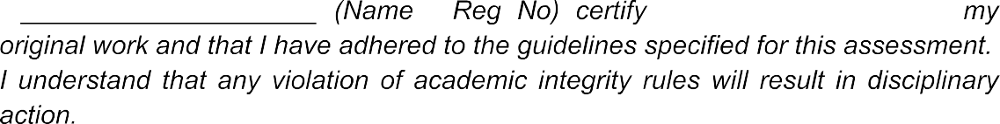 ____________________ (Name Reg No) certify my
original work and that I have adhered to the guidelines specified for this assessment.
I understand that any violation of academic integrity rules will result in disciplinary
action.